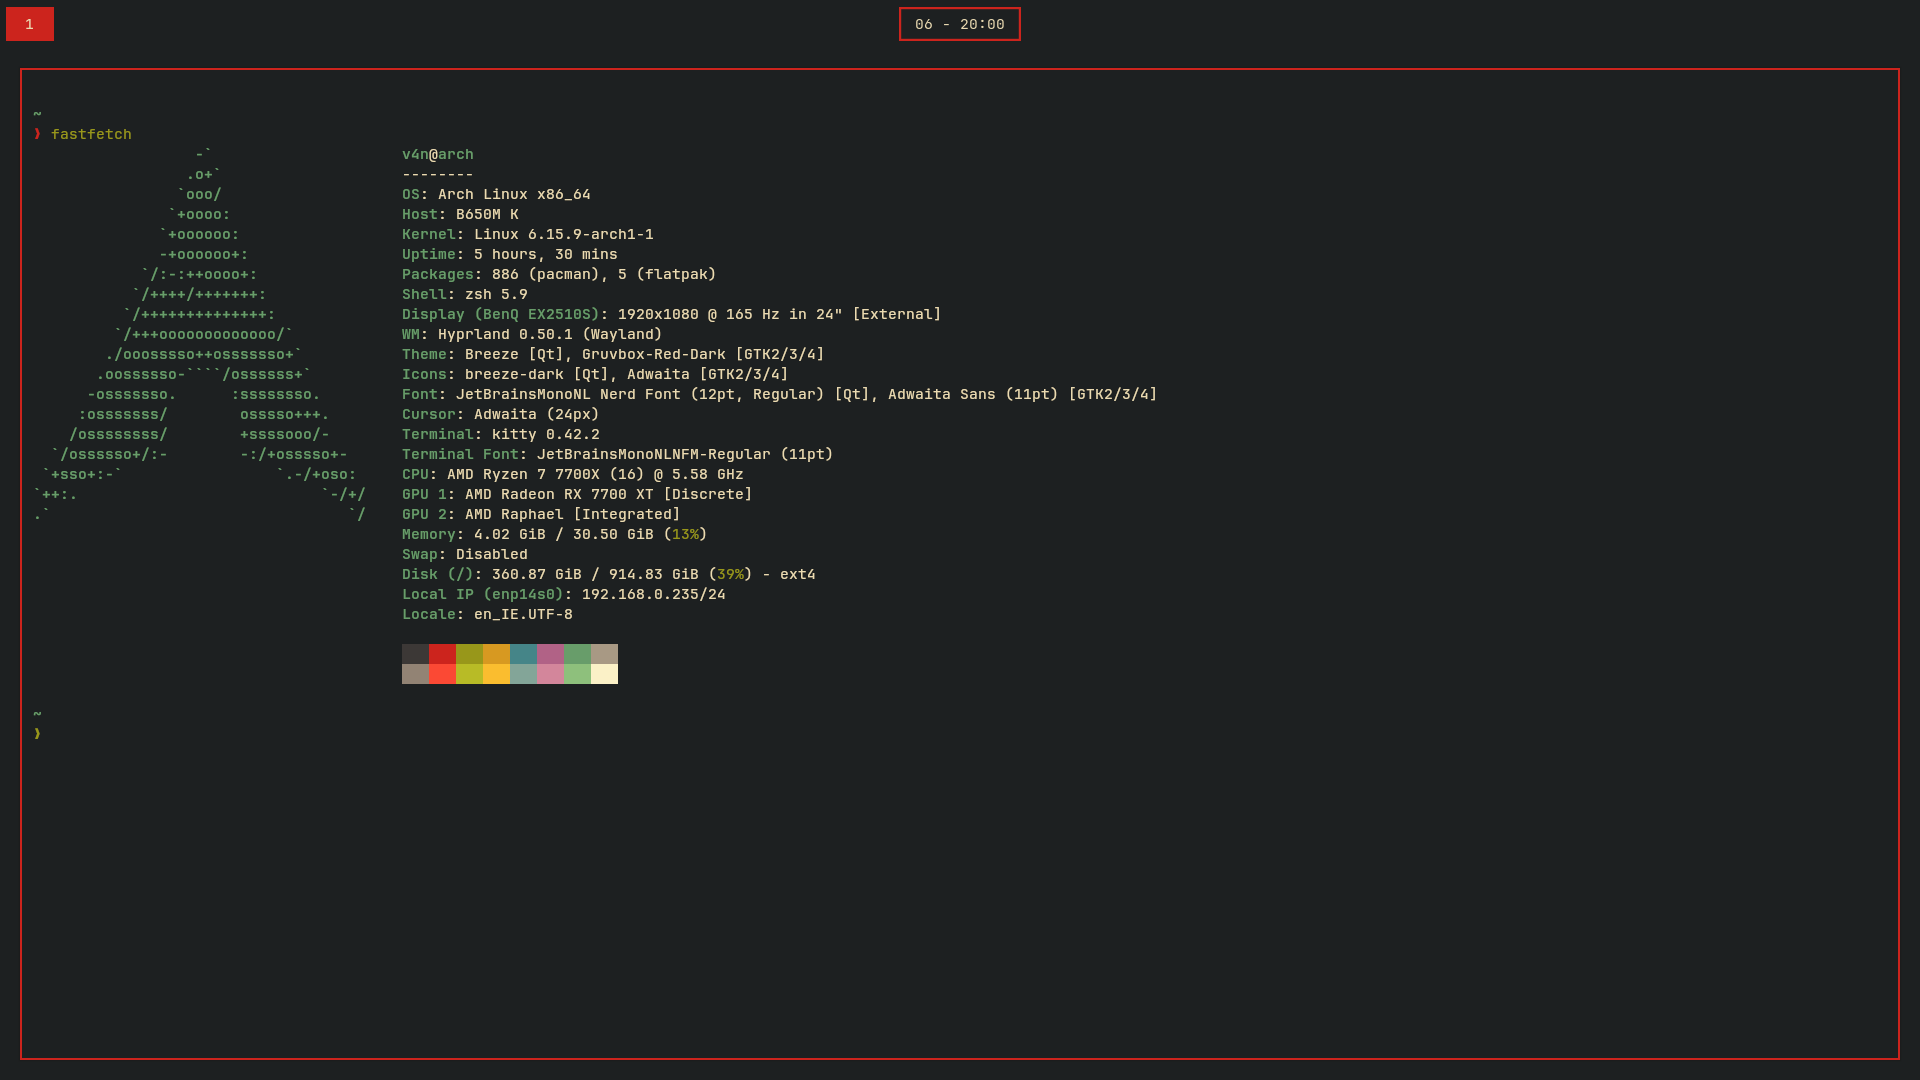 1
06 - 20:00
~
❯ fastfetch
-`
.o+`
`ooo/
`+oooo:
`+oooooo:
-+oooooo+:
`/:-:++oooo+:
`/++++/+++++++:
`/++++++++++++++:
`/+++ooooooooooooo/`
./ooosssso++osssssso+`
.oossssso-````/ossssss+`
-osssssso.      :ssssssso.
:osssssss/        osssso+++.
/ossssssss/        +ssssooo/-
`/ossssso+/:-        -:/+osssso+-
`+sso+:-`                 `.-/+oso:
`++:.                           `-/+/
.`                                 `/
v4n@arch
--------
OS: Arch Linux x86_64
Host: B650M K
Kernel: Linux 6.15.9-arch1-1
Uptime: 5 hours, 30 mins
Packages: 886 (pacman), 5 (flatpak)
Shell: zsh 5.9
Display (BenQ EX2510S): 1920x1080 @ 165 Hz in 24" [External]
WM: Hyprland 0.50.1 (Wayland)
Theme: Breeze [Qt], Gruvbox-Red-Dark [GTK2/3/4]
Icons: breeze-dark [Qt], Adwaita [GTK2/3/4]
Font: JetBrainsMonoNL Nerd Font (12pt, Regular) [Qt], Adwaita Sans (11pt) [GTK2/3/4]
Cursor: Adwaita (24px)
Terminal: kitty 0.42.2
Terminal Font: JetBrainsMonoNLNFM-Regular (11pt)
CPU: AMD Ryzen 7 7700X (16) @ 5.58 GHz
GPU 1: AMD Radeon RX 7700 XT [Discrete]
GPU 2: AMD Raphael [Integrated]
Memory: 4.02 GiB / 30.50 GiB (13%)
Swap: Disabled
Disk (/): 360.87 GiB / 914.83 GiB (39%) - ext4
Local IP (enp14s0): 192.168.0.235/24
Locale: en_IE.UTF-8
~
❯